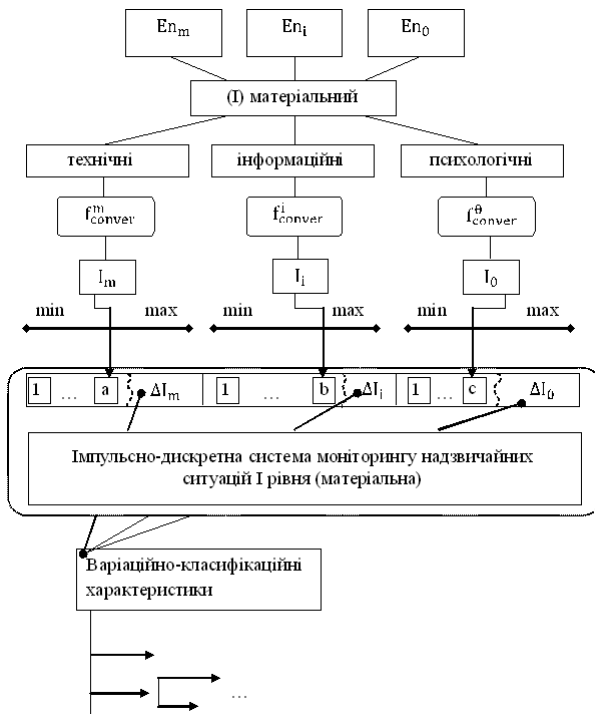 En_m En_i En_0
(I) матеріальний
технічні інформаційні психологічні
f^m_conver f^i_conver f^θ_conver
I_m I_i I_0
min max min max min max
1 ... a ΔI_m 1 ... b ΔI_i 1 ... c ΔI_0
Імпульсно-дискретна система моніторингу надзвичайних
ситуацій I рівня (матеріальна)
Варіаційно-класифікаційні
характеристики
...